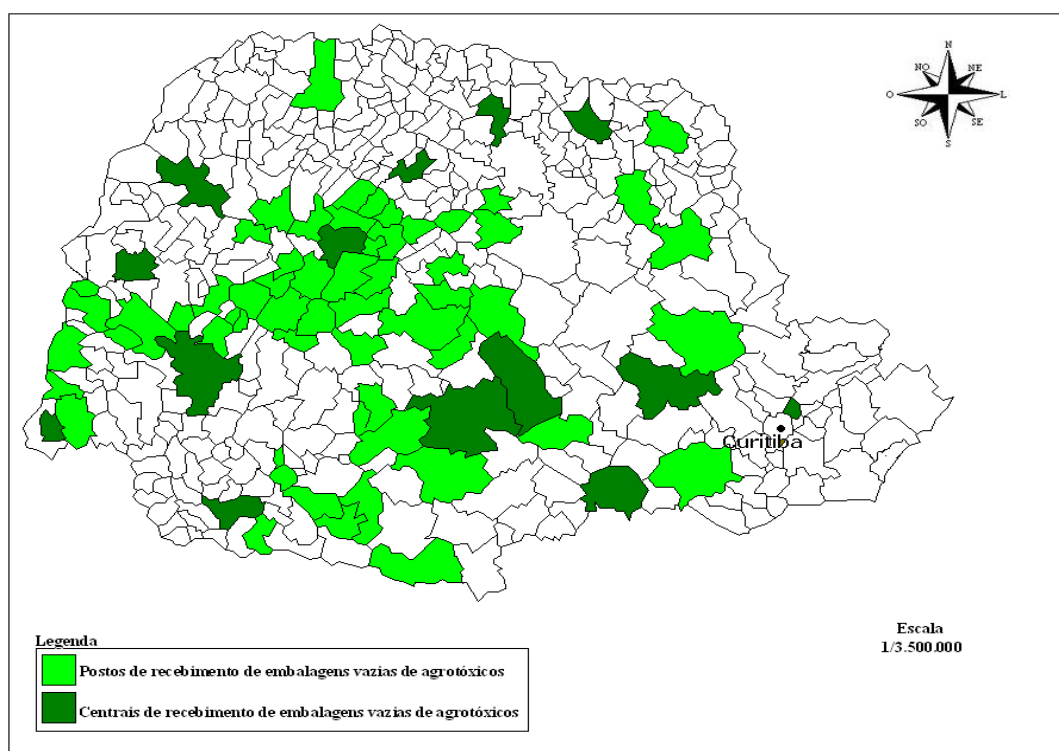 N
NO
NE
O
L
SO
SE
S
Curitiba
Escala
1/3.500.000
Legenda
Postos de recebimento de embalagens vazias de agrotóxicos
Centrais de recebimento de embalagens vazias de agrotóxicos